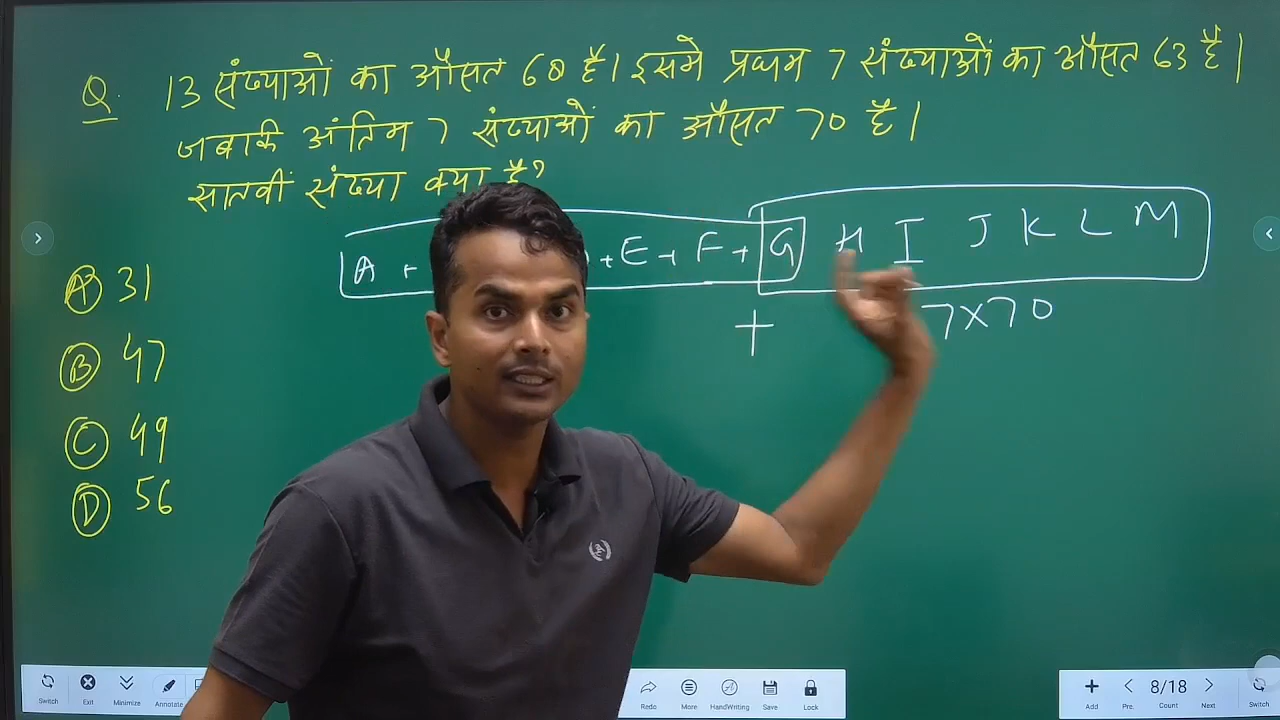 Q. 13 संख्याओं का औसत 68 है। इसमे प्रथम 7 संख्याओं का औसत 63 है।
जबकि अंतिम 7 संख्याओं का औसत 70 है।
सातवीं संख्या क्या है?
A + + E + F + G H I J K L M
+ 7×70
A 31
B 47
C 49
D 56
Switch Exit Minimize Annotate Redo More HandWriting Save Lock Add Pre. 8/18 Count Next Switch